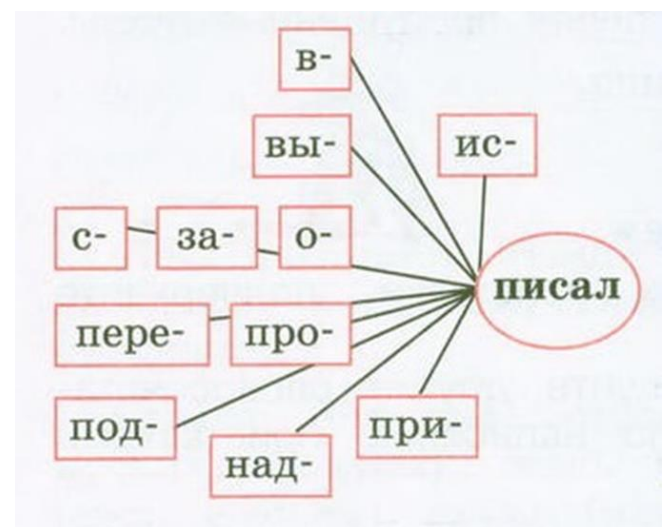 в-
вы-
ис-
с-
за-
о-
писал
пере-
про-
под-
над-
при-